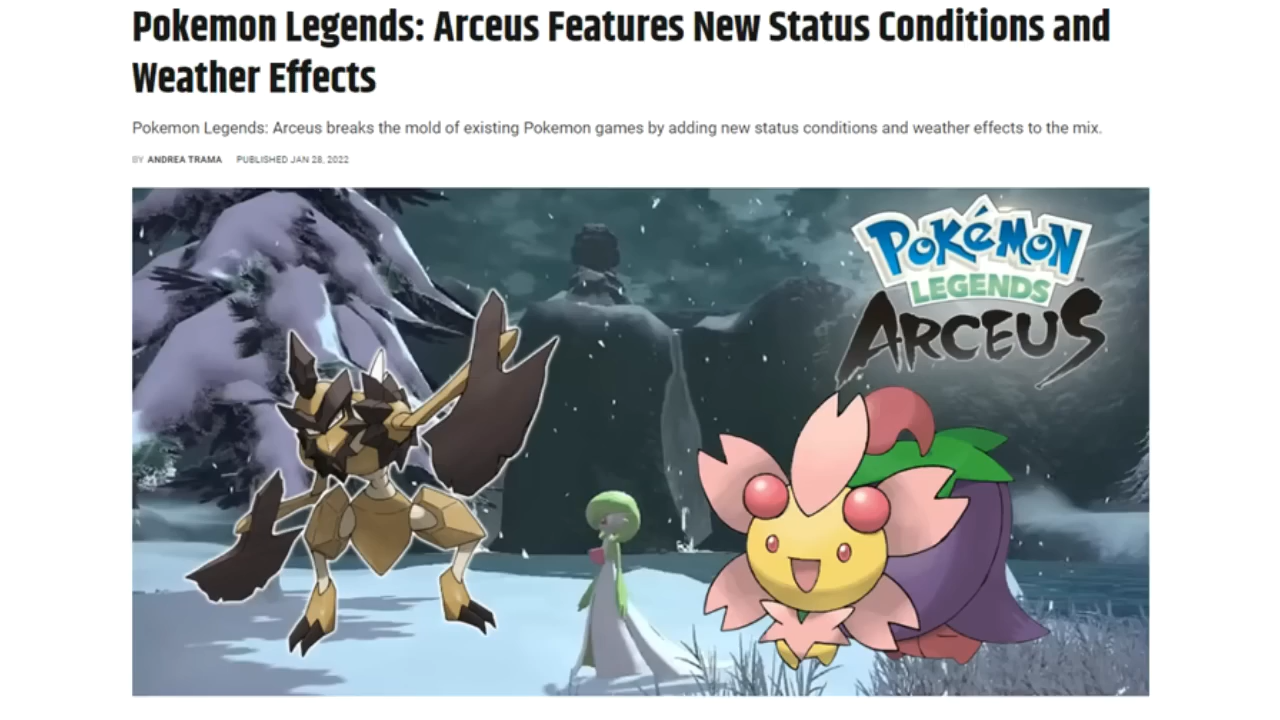 Pokemon Legends: Arceus Features New Status Conditions and
Weather Effects
Pokemon Legends: Arceus breaks the mold of existing Pokemon games by adding new status conditions and weather effects to the mix.
BY ANDREA TRAMA PUBLISHED JAN 28, 2022
POKéMON
LEGENDS
ARCEUS